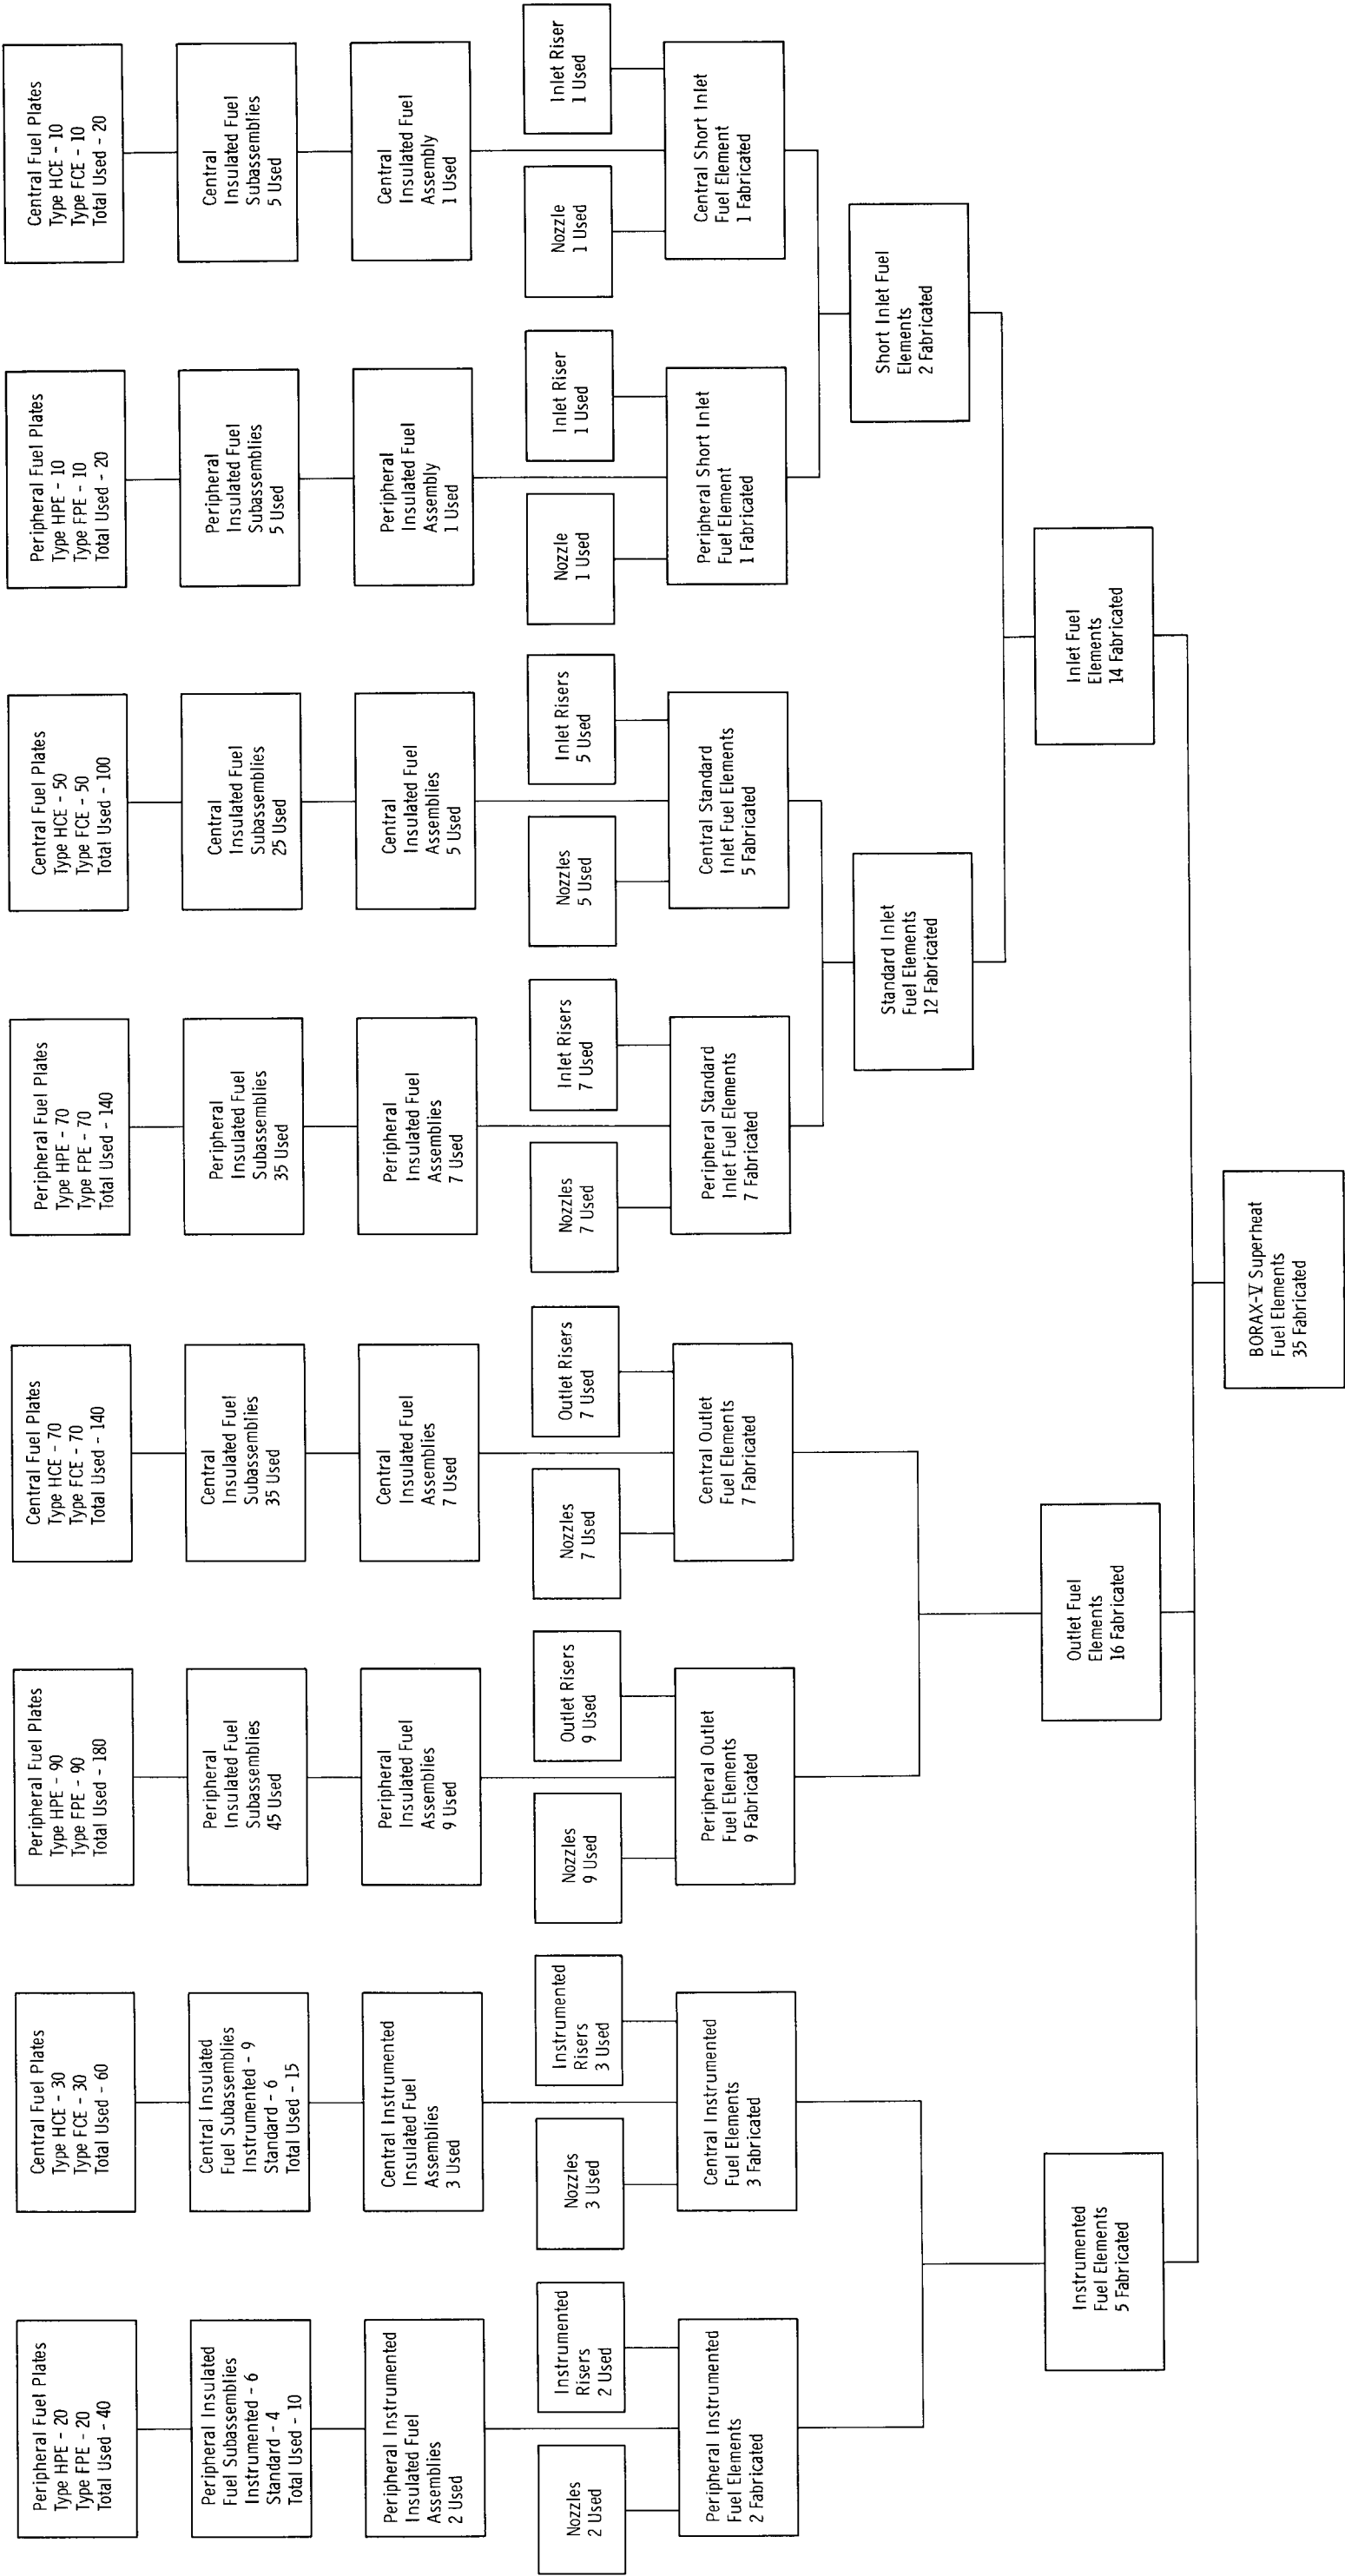 Peripheral Fuel Plates
Type HPE - 20
Type FPE - 20
Total Used - 40
Central Fuel Plates
Type HCE - 30
Type FCE - 30
Total Used - 60
Peripheral Fuel Plates
Type HPE - 90
Type FPE - 90
Total Used - 180
Central Fuel Plates
Type HCE - 70
Type FCE - 70
Total Used - 140
Peripheral Fuel Plates
Type HPE - 70
Type FPE - 70
Total Used - 140
Central Fuel Plates
Type HCE - 50
Type FCE - 50
Total Used - 100
Peripheral Fuel Plates
Type HPE - 10
Type FPE - 10
Total Used - 20
Central Fuel Plates
Type HCE - 10
Type FCE - 10
Total Used - 20
Peripheral Insulated
Fuel Subassemblies
Instrumented - 6
Standard - 4
Total Used - 10
Central Insulated
Fuel Subassemblies
Instrumented - 9
Standard - 6
Total Used - 15
Peripheral
Insulated Fuel
Subassemblies
45 Used
Central
Insulated Fuel
Subassemblies
35 Used
Peripheral
Insulated Fuel
Subassemblies
35 Used
Central
Insulated Fuel
Subassemblies
25 Used
Peripheral
Insulated Fuel
Subassemblies
5 Used
Central
Insulated Fuel
Subassemblies
5 Used
Peripheral Instrumented
Insulated Fuel
Assemblies
2 Used
Central Instrumented
Insulated Fuel
Assemblies
3 Used
Peripheral
Insulated Fuel
Assemblies
9 Used
Central
Insulated Fuel
Assemblies
7 Used
Peripheral
Insulated Fuel
Assemblies
7 Used
Central
Insulated Fuel
Assemblies
5 Used
Peripheral
Insulated Fuel
Assembly
1 Used
Central
Insulated Fuel
Assembly
1 Used
Nozzles
2 Used
Instrumented
Risers
2 Used
Nozzles
3 Used
Instrumented
Risers
3 Used
Nozzles
9 Used
Outlet Risers
9 Used
Nozzles
7 Used
Outlet Risers
7 Used
Nozzles
7 Used
Inlet Risers
7 Used
Nozzles
5 Used
Inlet Risers
5 Used
Nozzle
1 Used
Inlet Riser
1 Used
Nozzle
1 Used
Inlet Riser
1 Used
Peripheral Instrumented
Fuel Elements
2 Fabricated
Central Instrumented
Fuel Elements
3 Fabricated
Peripheral Outlet
Fuel Elements
9 Fabricated
Central Outlet
Fuel Elements
7 Fabricated
Peripheral Standard
Inlet Fuel Elements
7 Fabricated
Central Standard
Inlet Fuel Elements
5 Fabricated
Peripheral Short Inlet
Fuel Element
1 Fabricated
Central Short Inlet
Fuel Element
1 Fabricated
Standard Inlet
Fuel Elements
12 Fabricated
Short Inlet Fuel
Elements
2 Fabricated
Instrumented
Fuel Elements
5 Fabricated
Outlet Fuel
Elements
16 Fabricated
Inlet Fuel
Elements
14 Fabricated
BORAX-V Superheat
Fuel Elements
35 Fabricated